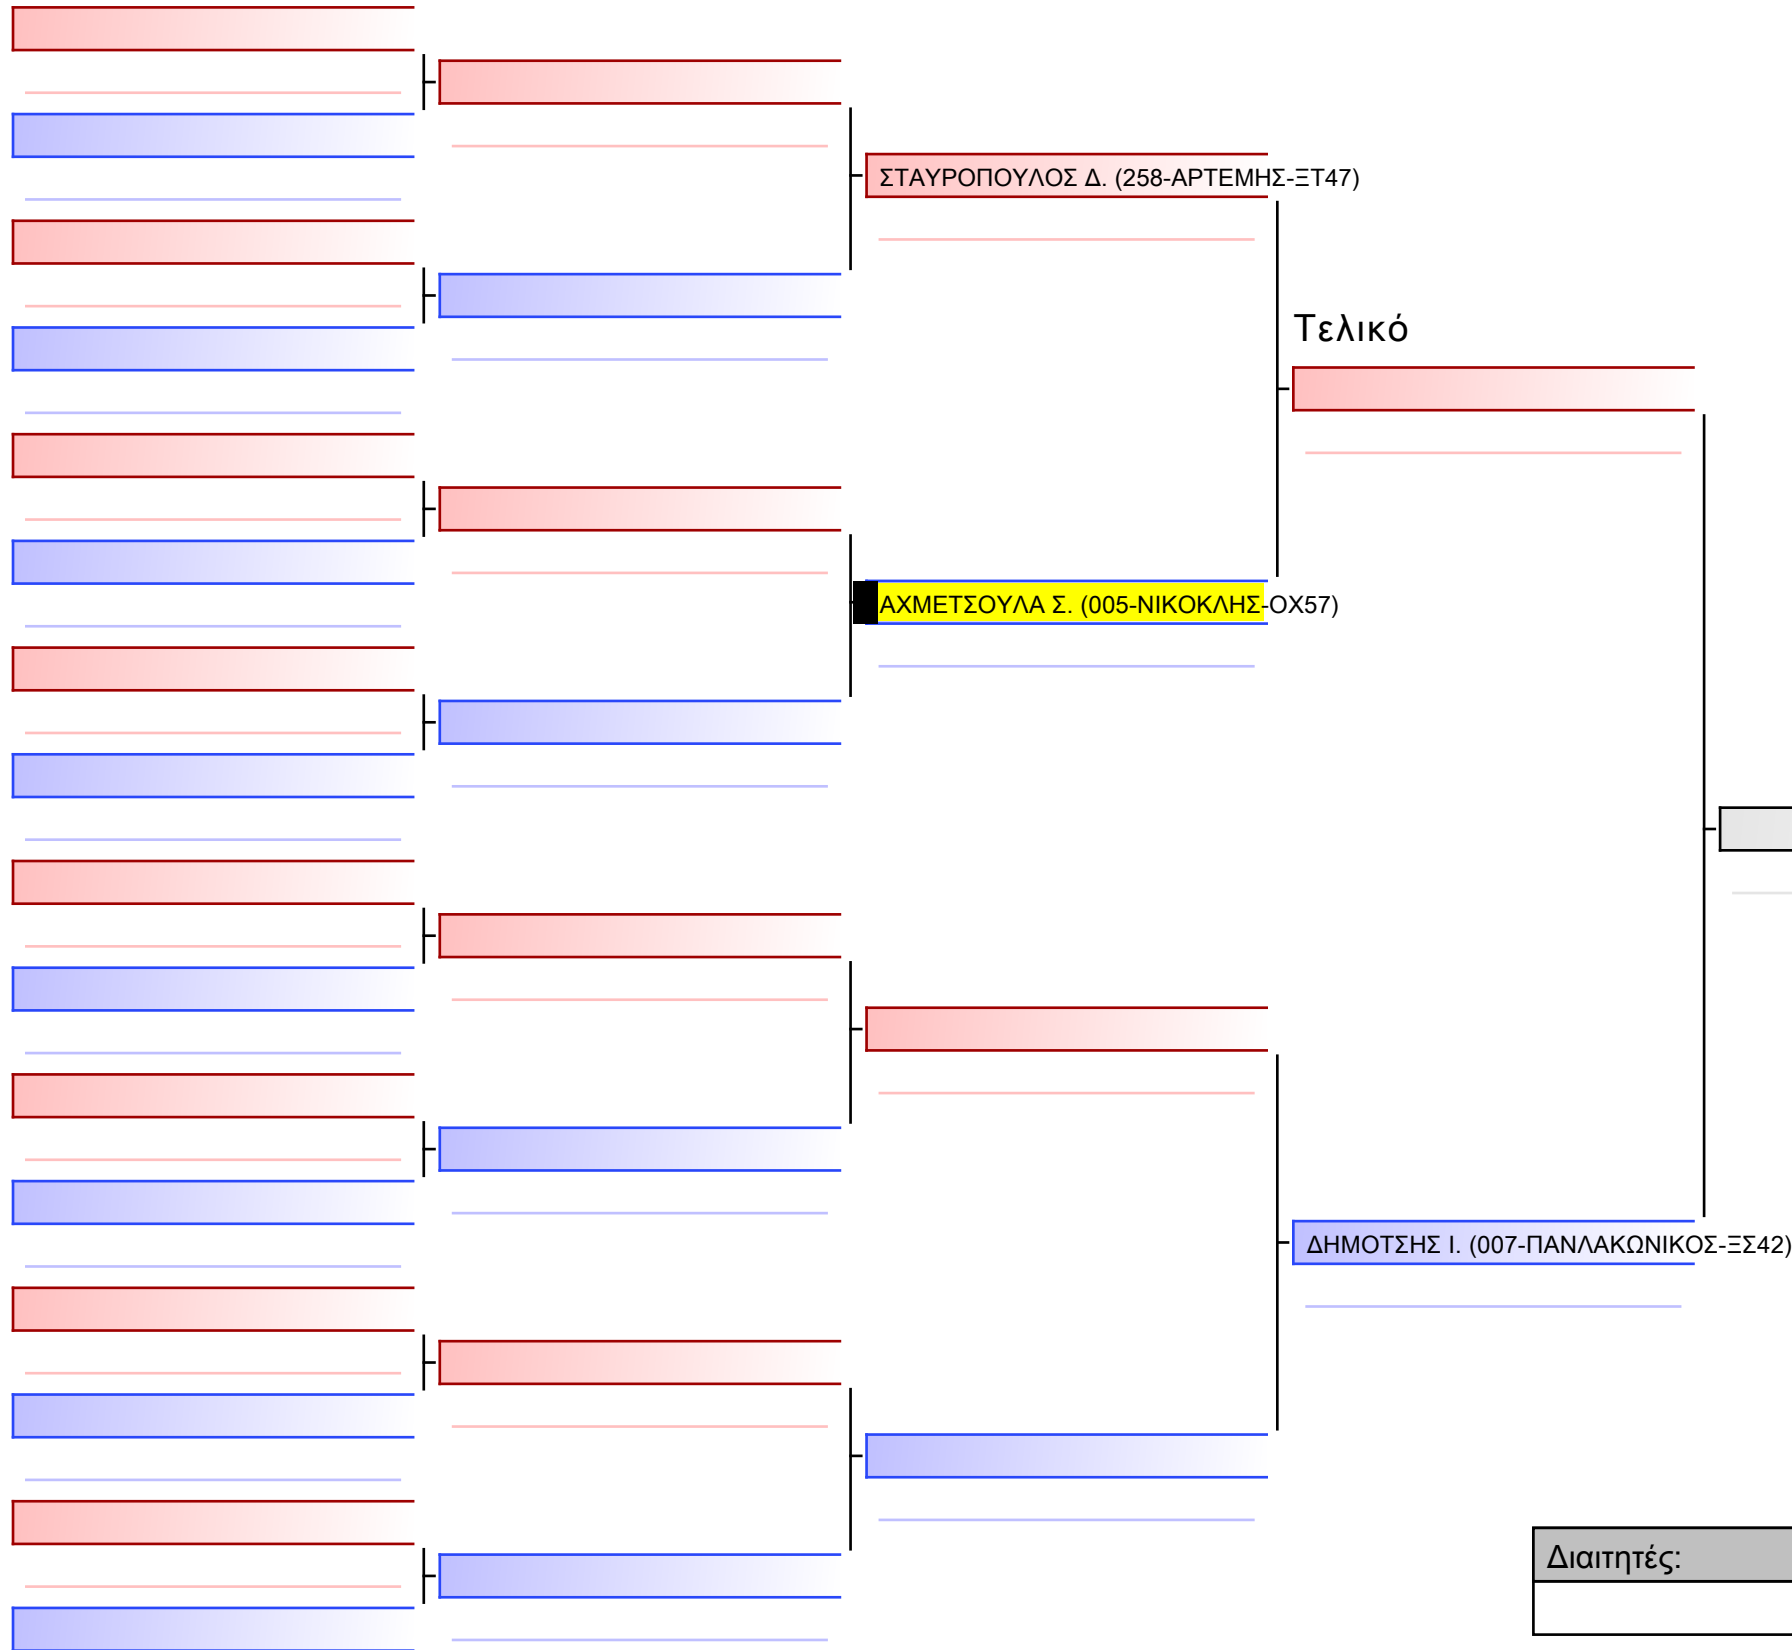 ΣΤΑΥΡΟΠΟΥΛΟΣ Δ. (258-ΑΡΤΕΜΗΣ-ΞΤ47)
Τελικό
ΑΧΜΕΤΣΟΥΛΑ Σ. (005-ΝΙΚΟΚΛΗΣ-ΟΧ57)
ΔΗΜΟΤΣΗΣ Ι. (007-ΠΑΝΛΑΚΩΝΙΚΟΣ-ΞΣ42)
Διαιτητές: